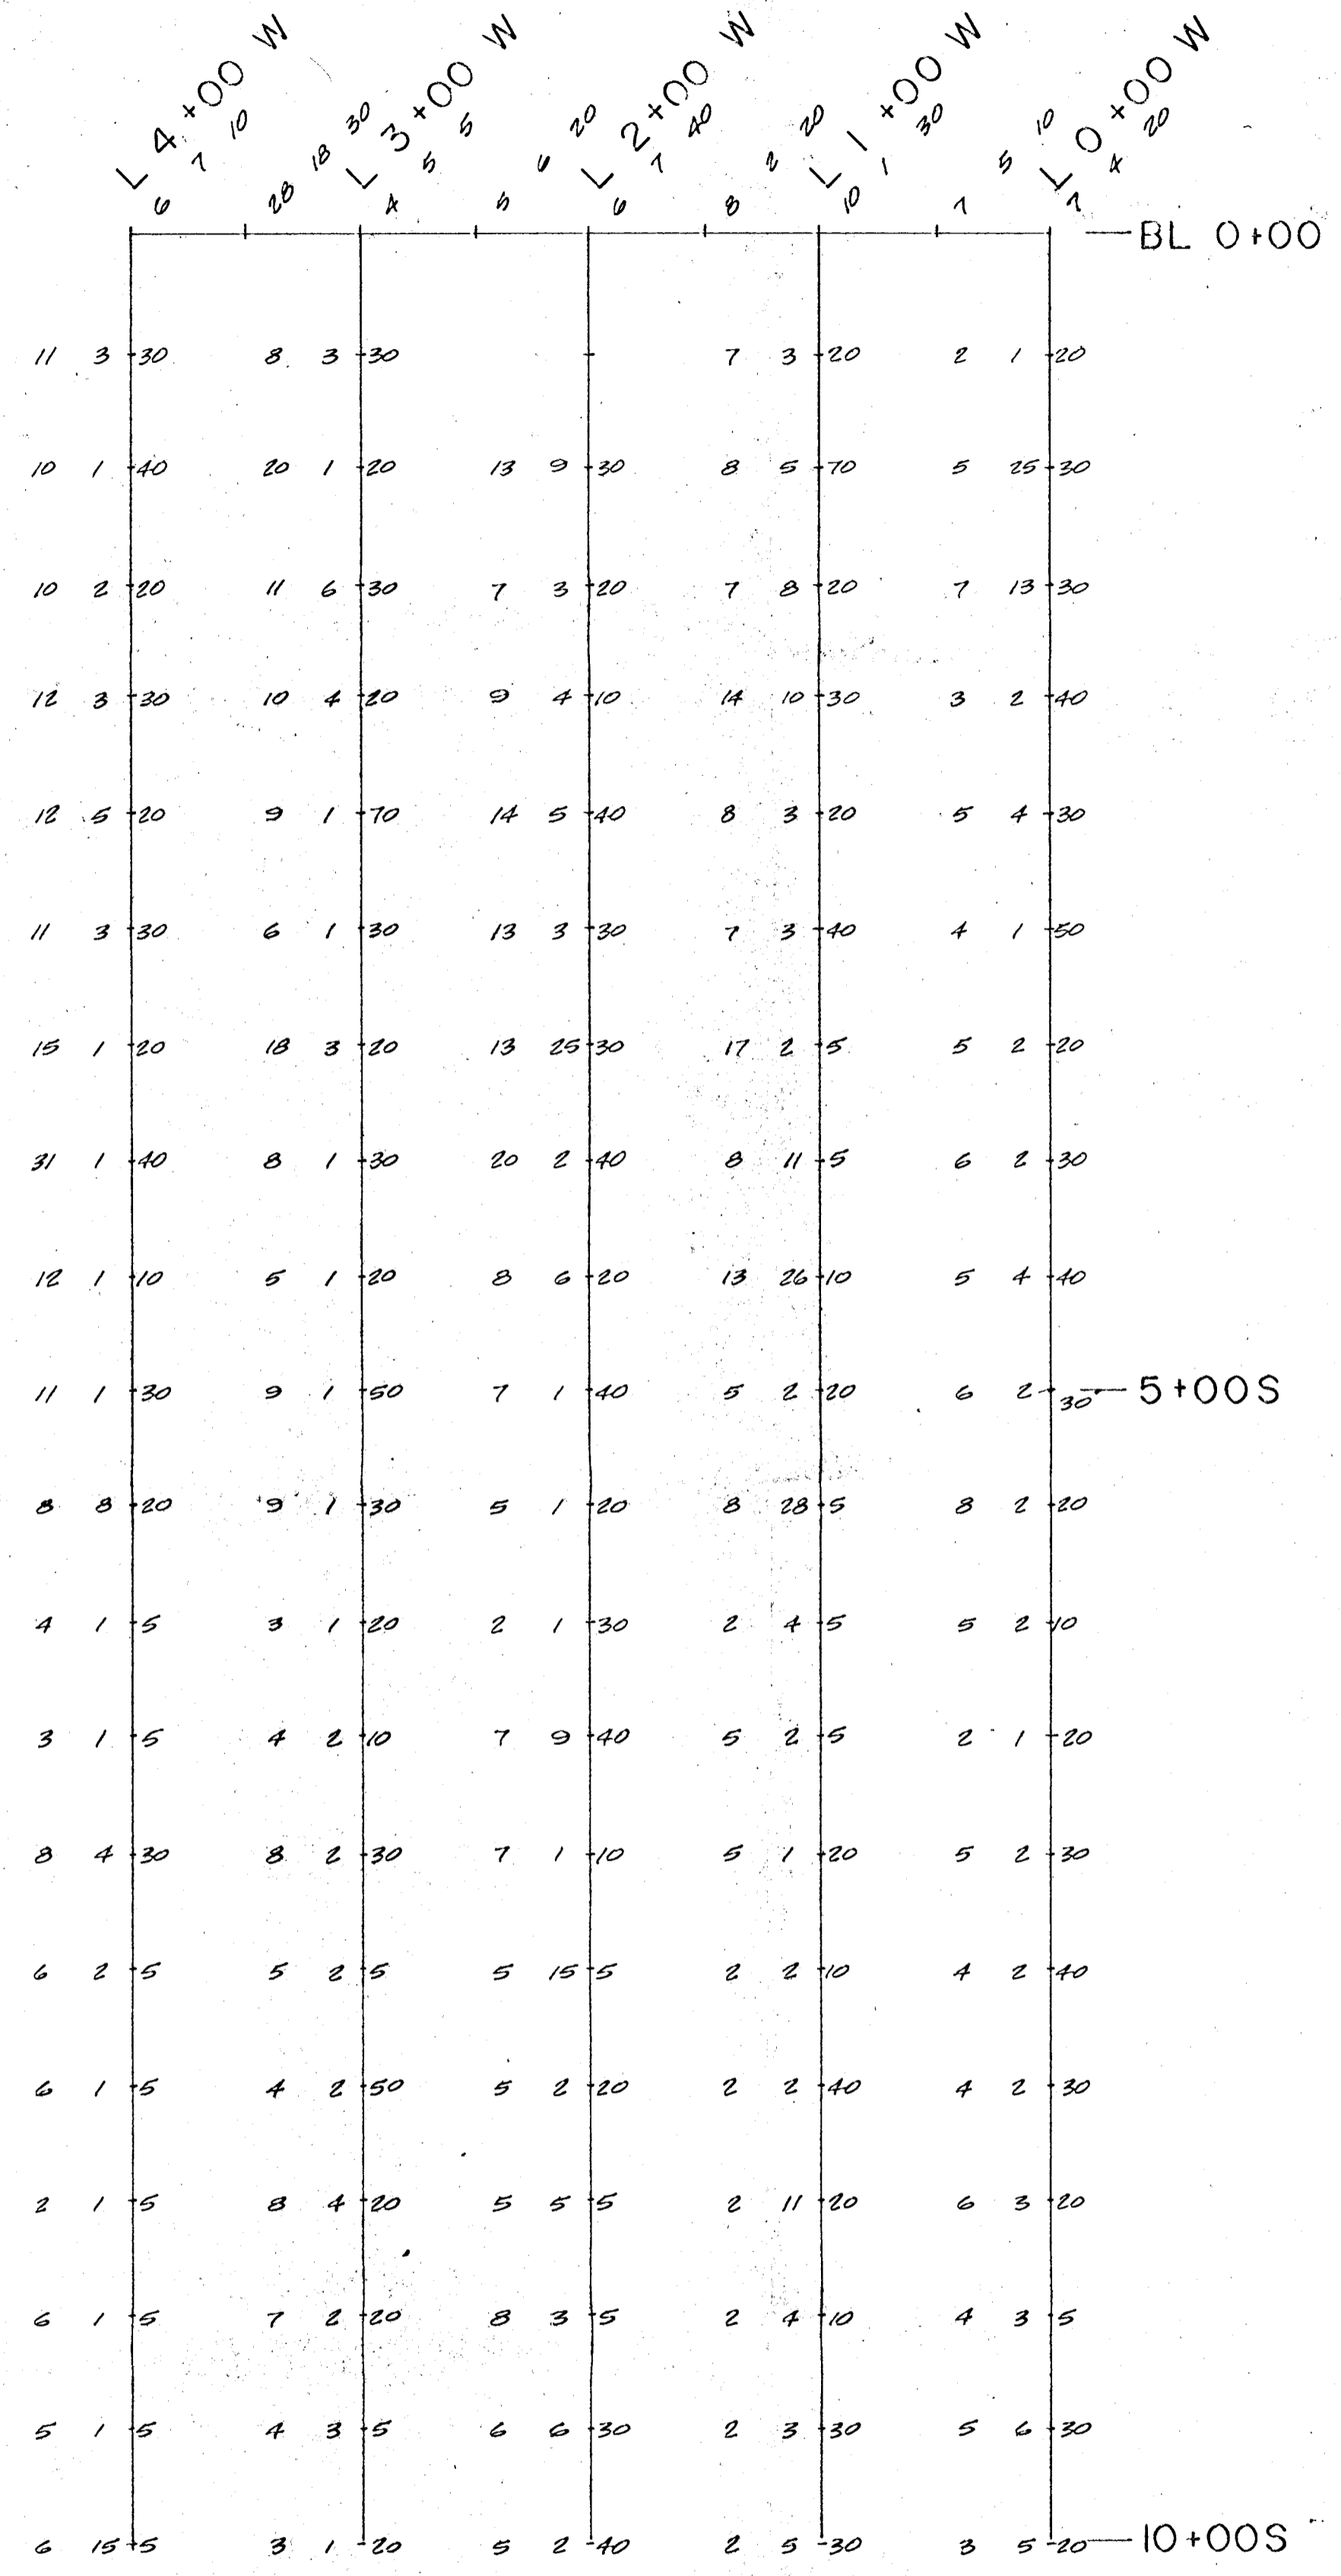 L 4+00 W L 3+00 W L 2+00 W L 1+00 W L 0+00 W
10 30 5 20 40 20 30 10 20
7 18 5 6 7 2 1 5 4
6 28 4 5 6 8 10 7 7
BL 0+00
11 3 30 8 3 30 7 3 20 2 1 20
10 1 40 20 1 20 13 9 30 8 5 70 5 25 30
10 2 20 11 6 30 7 3 20 7 8 20 7 13 30
12 3 30 10 4 20 9 4 10 14 10 30 3 2 40
12 5 20 9 1 70 14 5 40 8 3 20 5 4 30
11 3 30 6 1 30 13 3 30 7 3 40 4 1 50
15 1 20 18 3 20 13 25 30 17 2 5 5 2 20
31 1 40 8 1 30 20 2 40 8 11 5 6 2 30
12 1 10 5 1 20 8 6 20 13 26 10 5 4 40
11 1 30 9 1 50 7 1 40 5 2 20 6 2 30 5+00S
8 8 20 9 1 30 5 1 20 8 28 5 8 2 20
4 1 5 3 1 20 2 1 30 2 4 5 5 2 10
3 1 5 4 2 10 7 9 40 5 2 5 2 1 20
8 4 30 8 2 30 7 1 10 5 1 20 5 2 30
6 2 5 5 2 5 5 15 5 2 2 10 4 2 40
6 1 5 4 2 50 5 2 20 2 2 40 4 2 30
2 1 5 8 4 20 5 5 5 2 11 20 6 3 20
6 1 5 7 2 20 8 3 5 2 4 10 4 3 5
5 1 5 4 3 5 6 6 30 2 3 30 5 6 30
6 15 5 3 1 20 5 2 40 2 5 30 3 5 20 10+00S